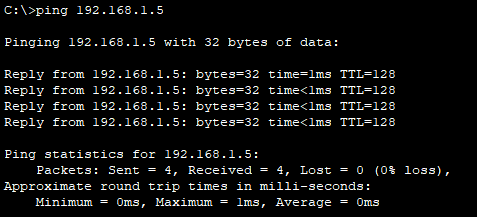 C:\>ping 192.168.1.5
Pinging 192.168.1.5 with 32 bytes of data:
Reply from 192.168.1.5: bytes=32 time=1ms TTL=128
Reply from 192.168.1.5: bytes=32 time<1ms TTL=128
Reply from 192.168.1.5: bytes=32 time<1ms TTL=128
Reply from 192.168.1.5: bytes=32 time<1ms TTL=128
Ping statistics for 192.168.1.5:
    Packets: Sent = 4, Received = 4, Lost = 0 (0% loss),
Approximate round trip times in milli-seconds:
    Minimum = 0ms, Maximum = 1ms, Average = 0ms